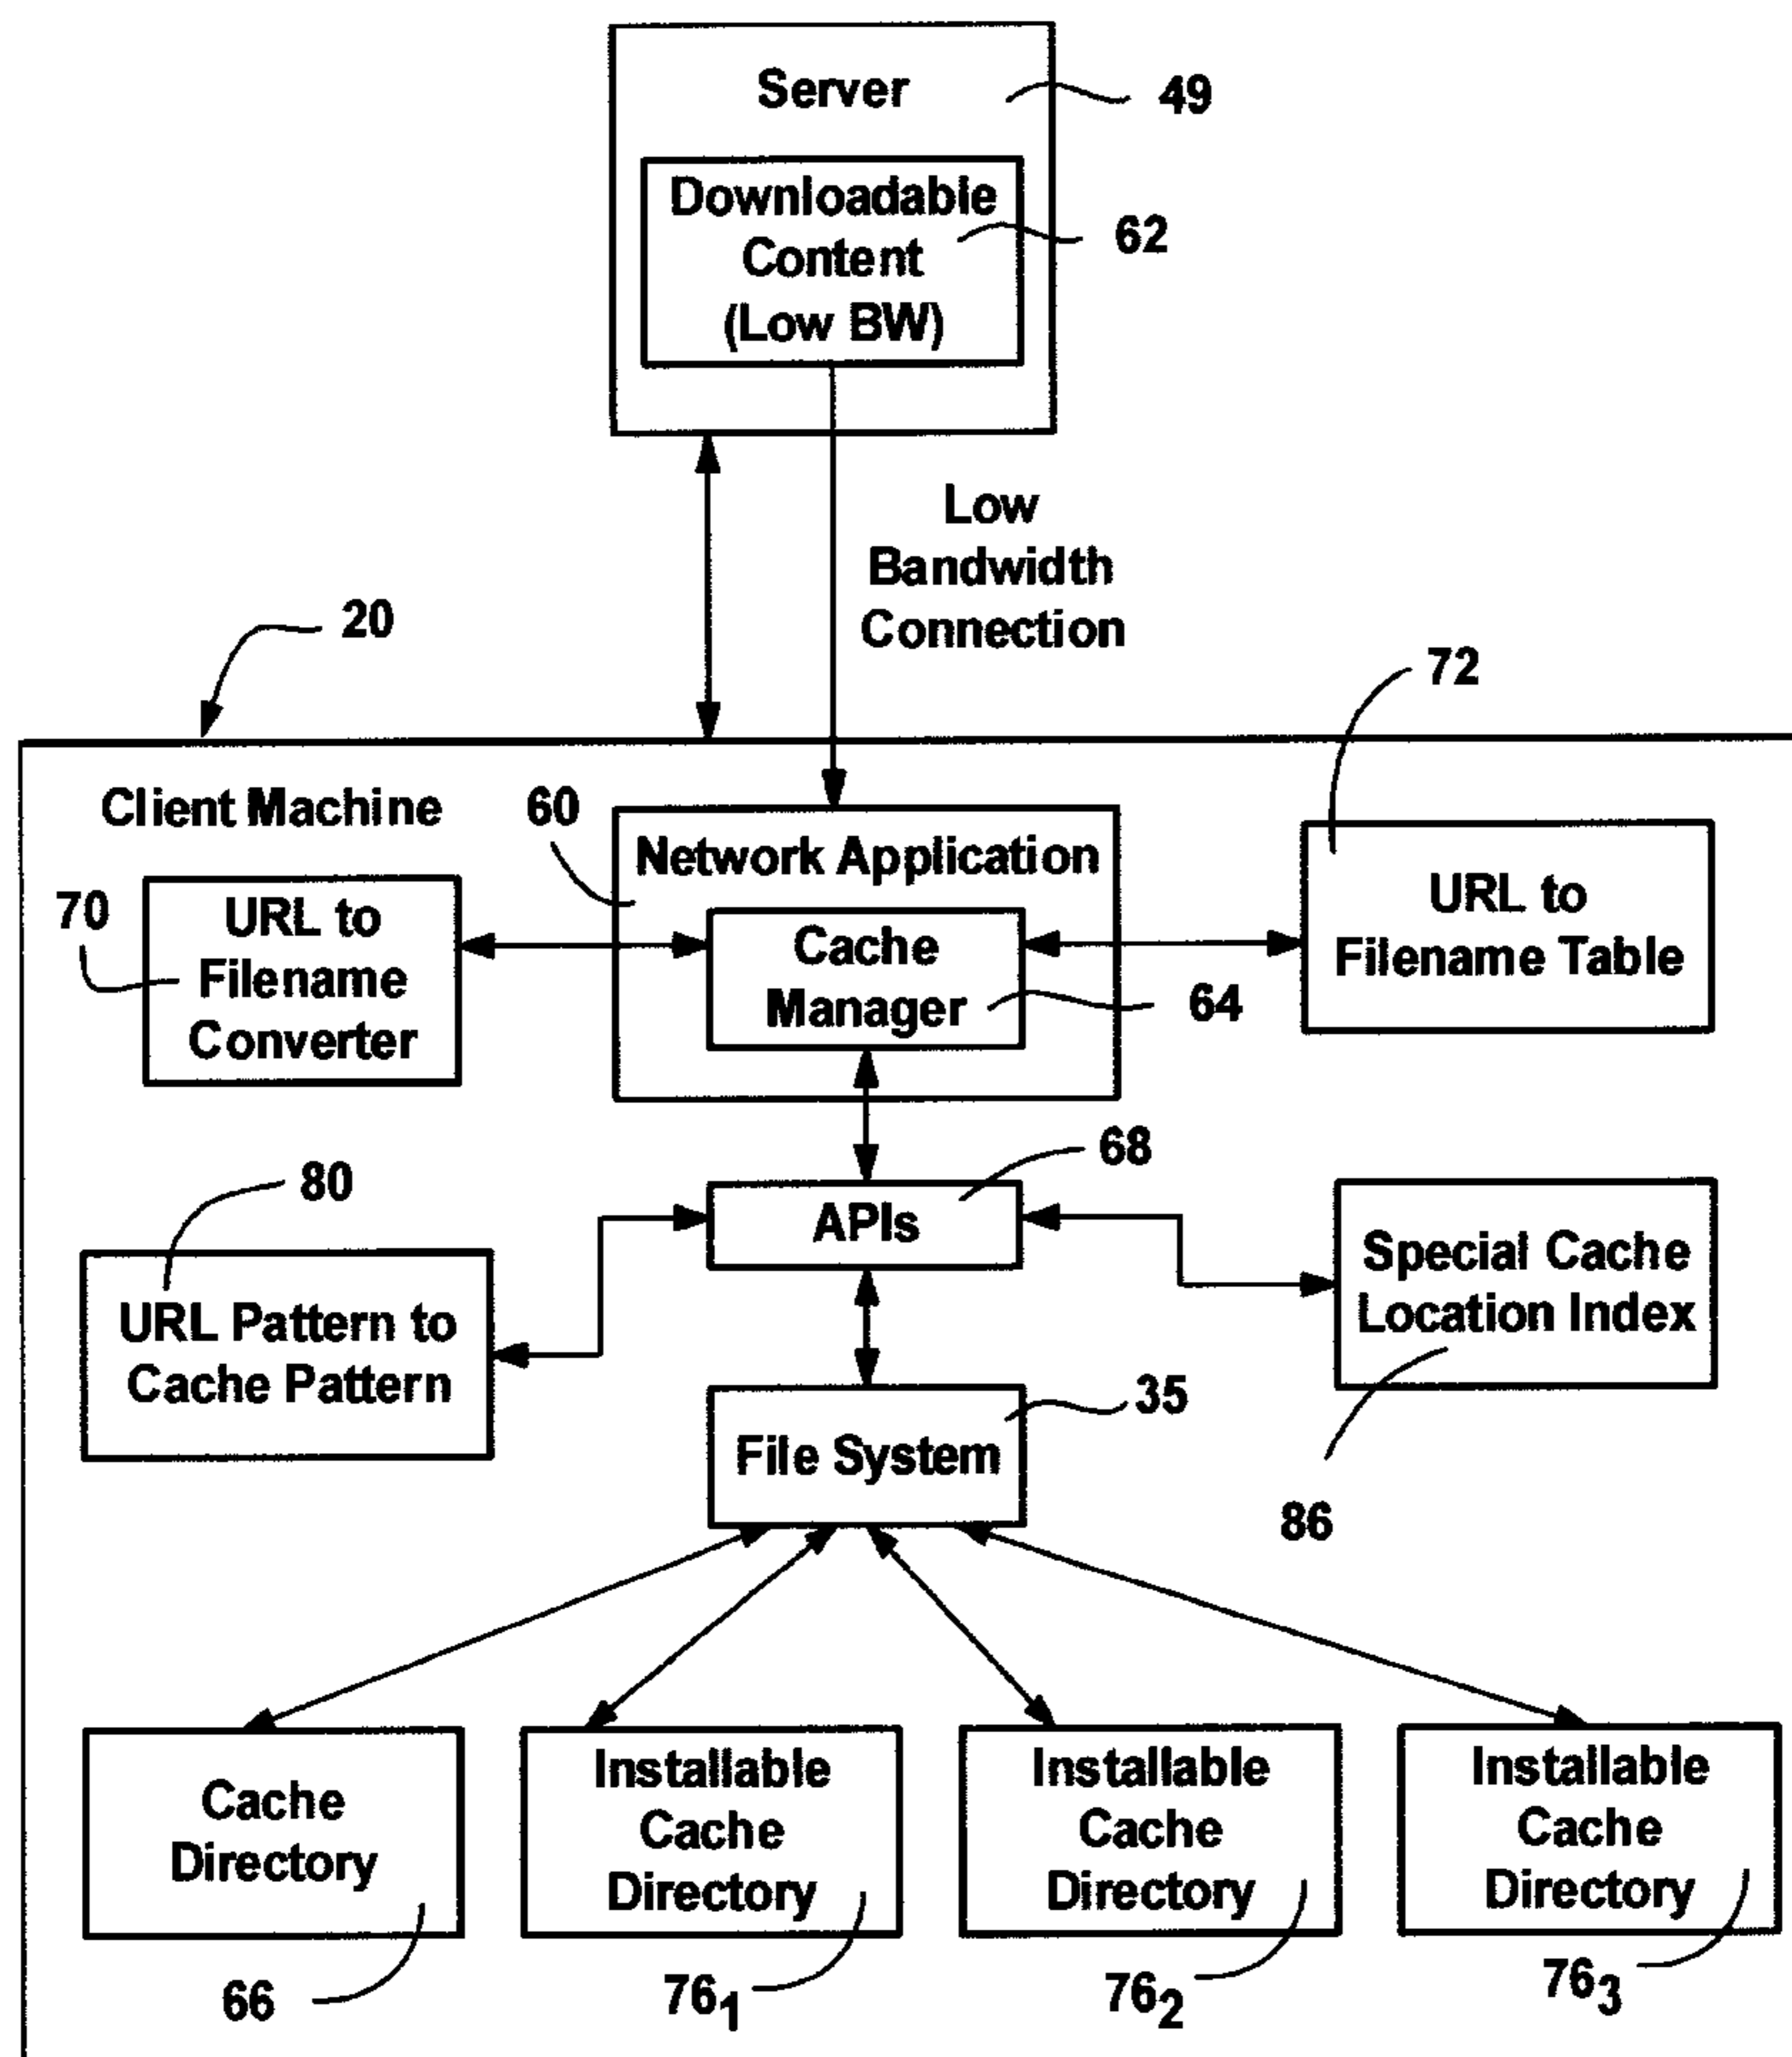 Server
49
Downloadable
Content
(Low BW)
62
Low
Bandwidth
Connection
20
72
Client Machine
60
Network Application
70
URL to
Filename
Converter
Cache
Manager
64
URL to
Filename Table
80
68
APIs
URL Pattern to
Cache Pattern
Special Cache
Location Index
35
File System
86
Cache
Directory
Installable
Cache
Directory
Installable
Cache
Directory
Installable
Cache
Directory
66
76₁
76₂
76₃